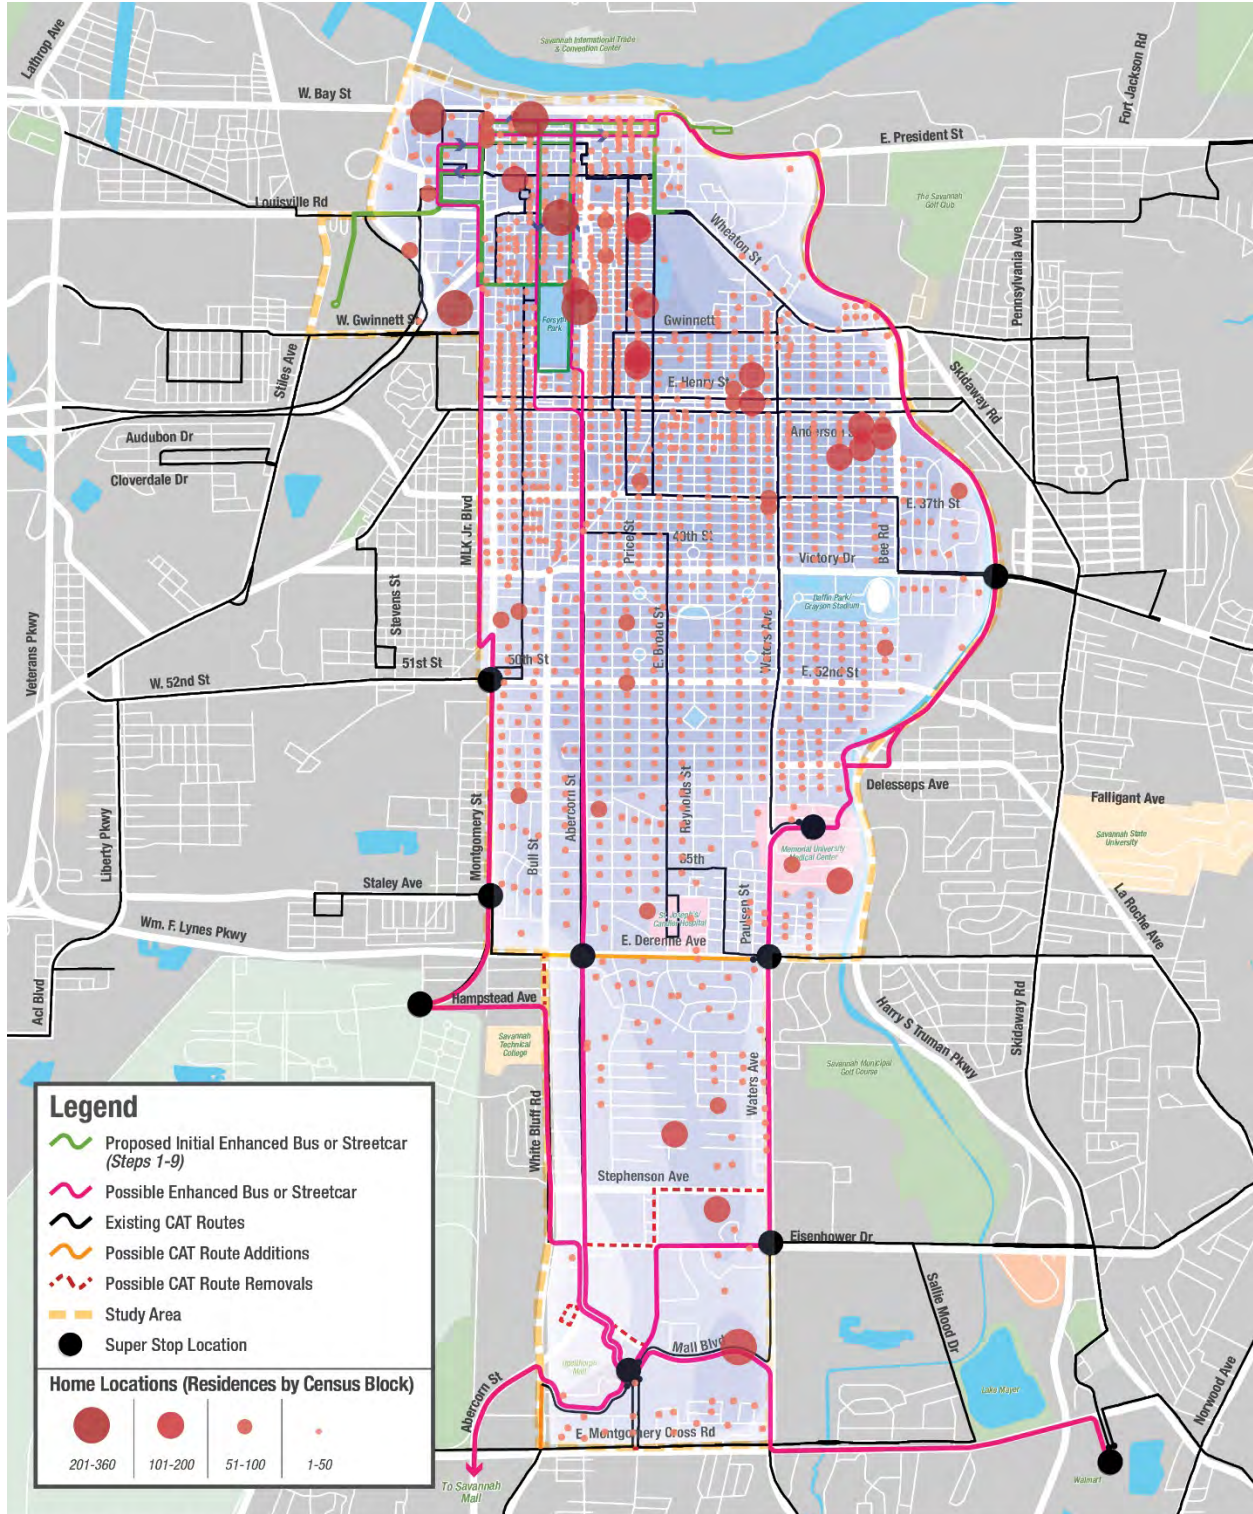 Lathrop Ave
Savannah International Trade
& Convention Center
Fort Jackson Rd
W. Bay St
E. President St
The Savannah
Golf Club
Louisville Rd
Wheaton St
Pennsylvania Ave
W. Gwinnett St
Forsyth
Park
Gwinnett
Stiles Ave
E. Henry St
Skidaway Rd
Audubon Dr
Anderson St
Cloverdale Dr
E. 37th St
MLK Jr. Blvd
Price St
Bee Rd
Victory Dr
Stevens St
Daffin Park/
Grayson Stadium
E. Broad St
Waters Ave
Veterans Pkwy
51st St
50th St
W. 52nd St
E. 52nd St
Delesseps Ave
Falligant Ave
Savannah State
University
Liberty Pkwy
Montgomery St
Abercorn St
Reynolds St
Bull St
Memorial University
Medical Center
65th
Staley Ave
Paulsen St
La Roche Ave
St. Joseph's/
Candler Hospital
Wm. F. Lynes Pkwy
E. Derenne Ave
Acl Blvd
Hampstead Ave
Harry S Truman Pkwy
Skidaway Rd
Savannah
Technical
College
Savannah Municipal
Golf Course
Waters Ave
White Bluff Rd
Stephenson Ave
Eisenhower Dr
Sallie Mood Dr
Mall Blvd
Oglethorpe
Mall
Lake Mayer
Norwood Ave
Abercorn St
E. Montgomery Cross Rd
To Savannah
Mall
Walmart
Legend
Proposed Initial Enhanced Bus or Streetcar
(Steps 1-9)
Possible Enhanced Bus or Streetcar
Existing CAT Routes
Possible CAT Route Additions
Possible CAT Route Removals
Study Area
Super Stop Location
Home Locations (Residences by Census Block)
201-360 101-200 51-100 1-50